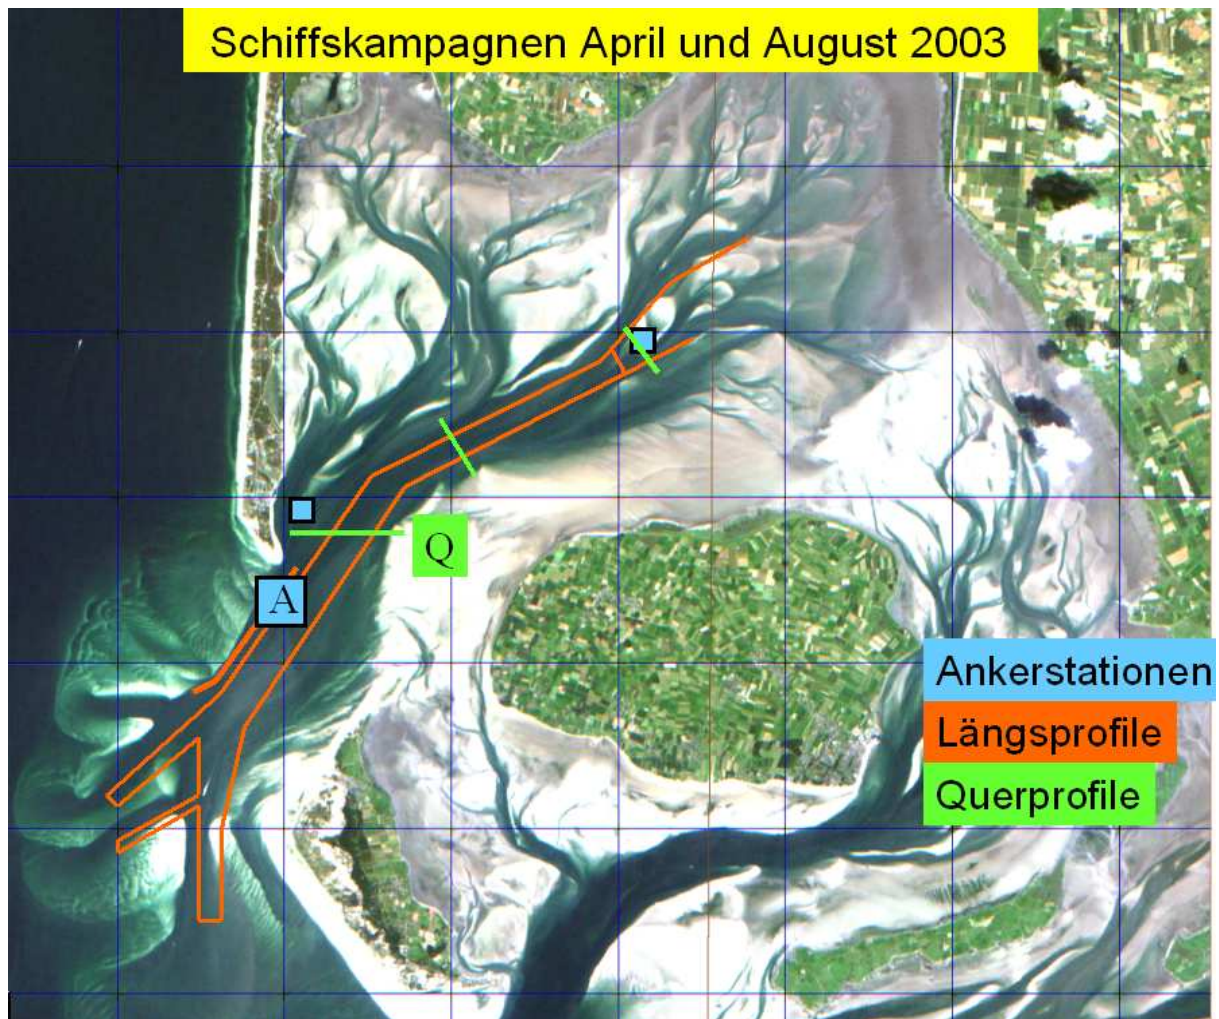 Schiffskampagnen April und August 2003
Q
A
Ankerstationen
Längsprofile
Querprofile